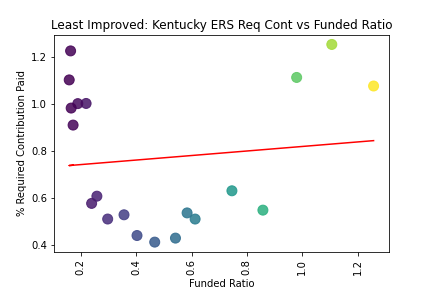 Least Improved: Kentucky ERS Req Cont vs Funded Ratio
% Required Contribution Paid
1.2
1.0
0.8
0.6
0.4
0.2 0.4 0.6 0.8 1.0 1.2
Funded Ratio